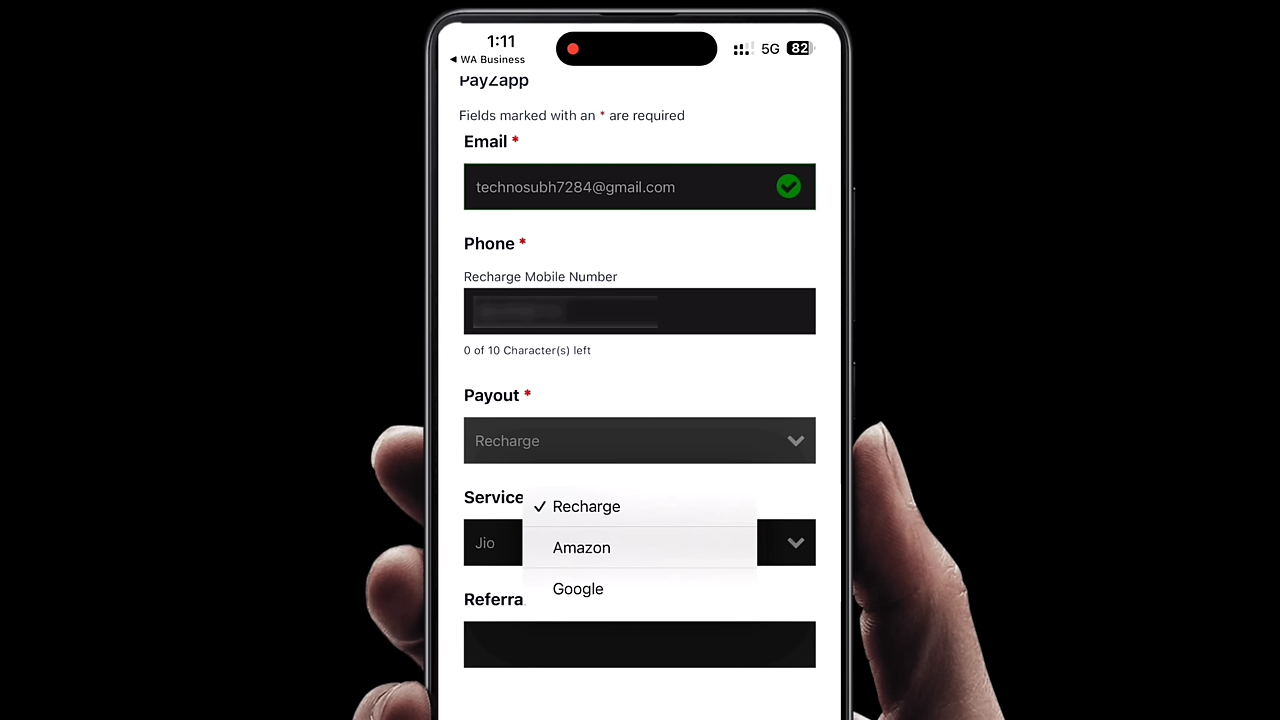 1:11
5G 82
◀ WA Business
PayZapp
Fields marked with an * are required
Email *
technosubh7284@gmail.com
Phone *
Recharge Mobile Number
0 of 10 Character(s) left
Payout *
Recharge
Service
✓ Recharge
Jio
Amazon
Google
Referra